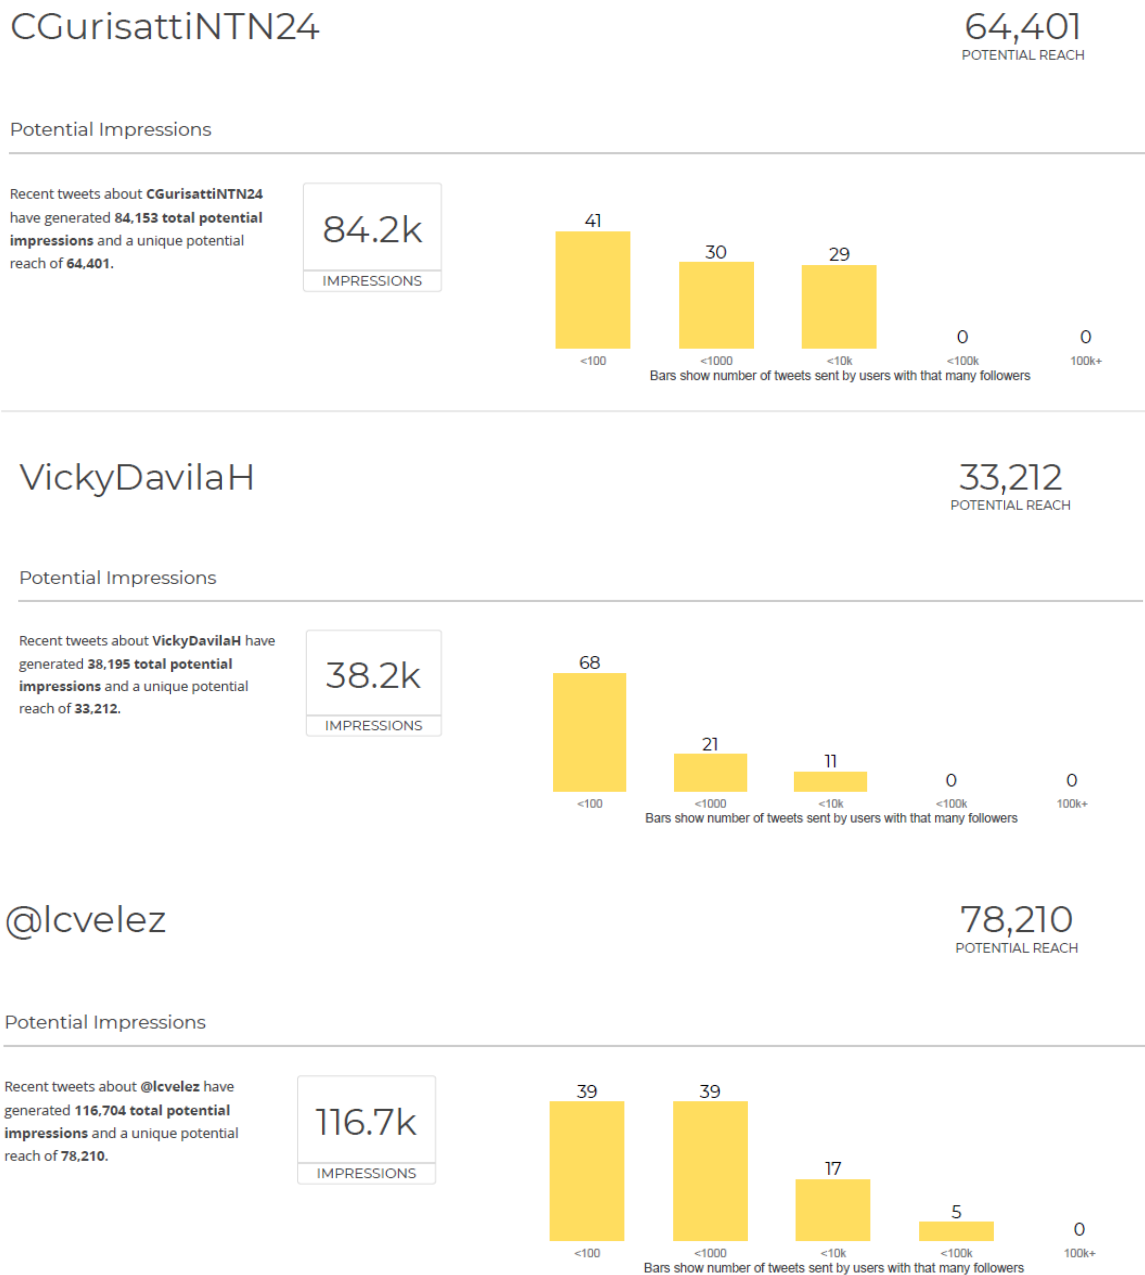 CGurisattiNTN24
64,401
POTENTIAL REACH
Potential Impressions
Recent tweets about CGurisattiNTN24
have generated 84,153 total potential
impressions and a unique potential
reach of 64,401.
84.2k
IMPRESSIONS
41
30
29
0
0
<100
<1000
<10k
<100k
100k+
Bars show number of tweets sent by users with that many followers
VickyDavilaH
33,212
POTENTIAL REACH
Potential Impressions
Recent tweets about VickyDavilaH have
generated 38,195 total potential
impressions and a unique potential
reach of 33,212.
38.2k
IMPRESSIONS
68
21
11
0
0
<100
<1000
<10k
<100k
100k+
Bars show number of tweets sent by users with that many followers
@lcvelez
78,210
POTENTIAL REACH
Potential Impressions
Recent tweets about @lcvelez have
generated 116,704 total potential
impressions and a unique potential
reach of 78,210.
116.7k
IMPRESSIONS
39
39
17
5
0
<100
<1000
<10k
<100k
100k+
Bars show number of tweets sent by users with that many followers